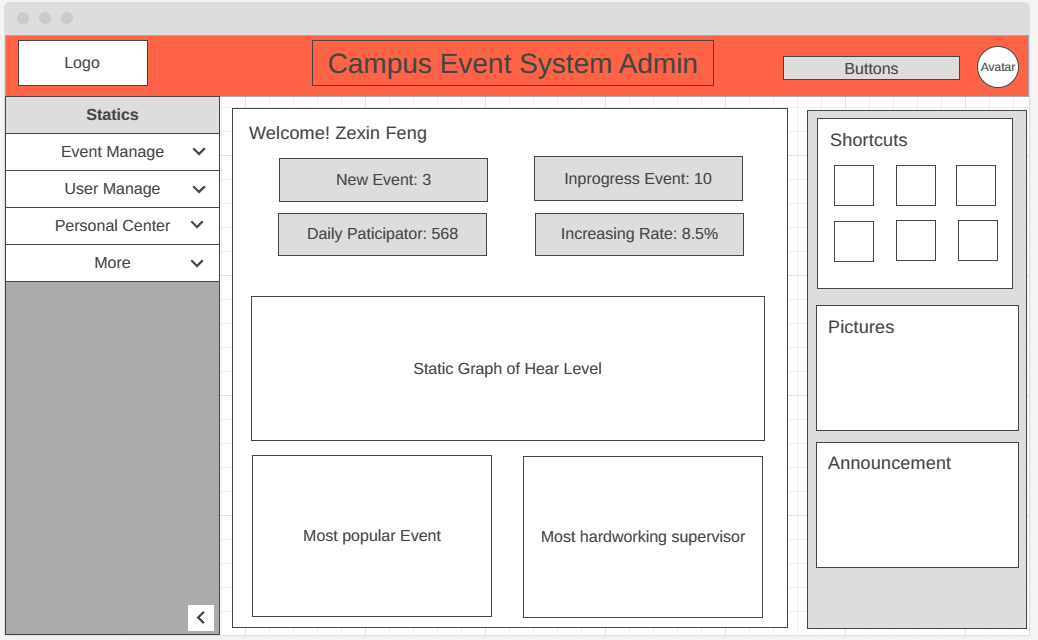 Logo
Campus Event System Admin
Buttons
Avatar
Statics
Event Manage
User Manage
Personal Center
More
Welcome! Zexin Feng
New Event: 3
Inprogress Event: 10
Daily Paticipator: 568
Increasing Rate: 8.5%
Static Graph of Hear Level
Most popular Event
Most hardworking supervisor
Shortcuts
Pictures
Announcement